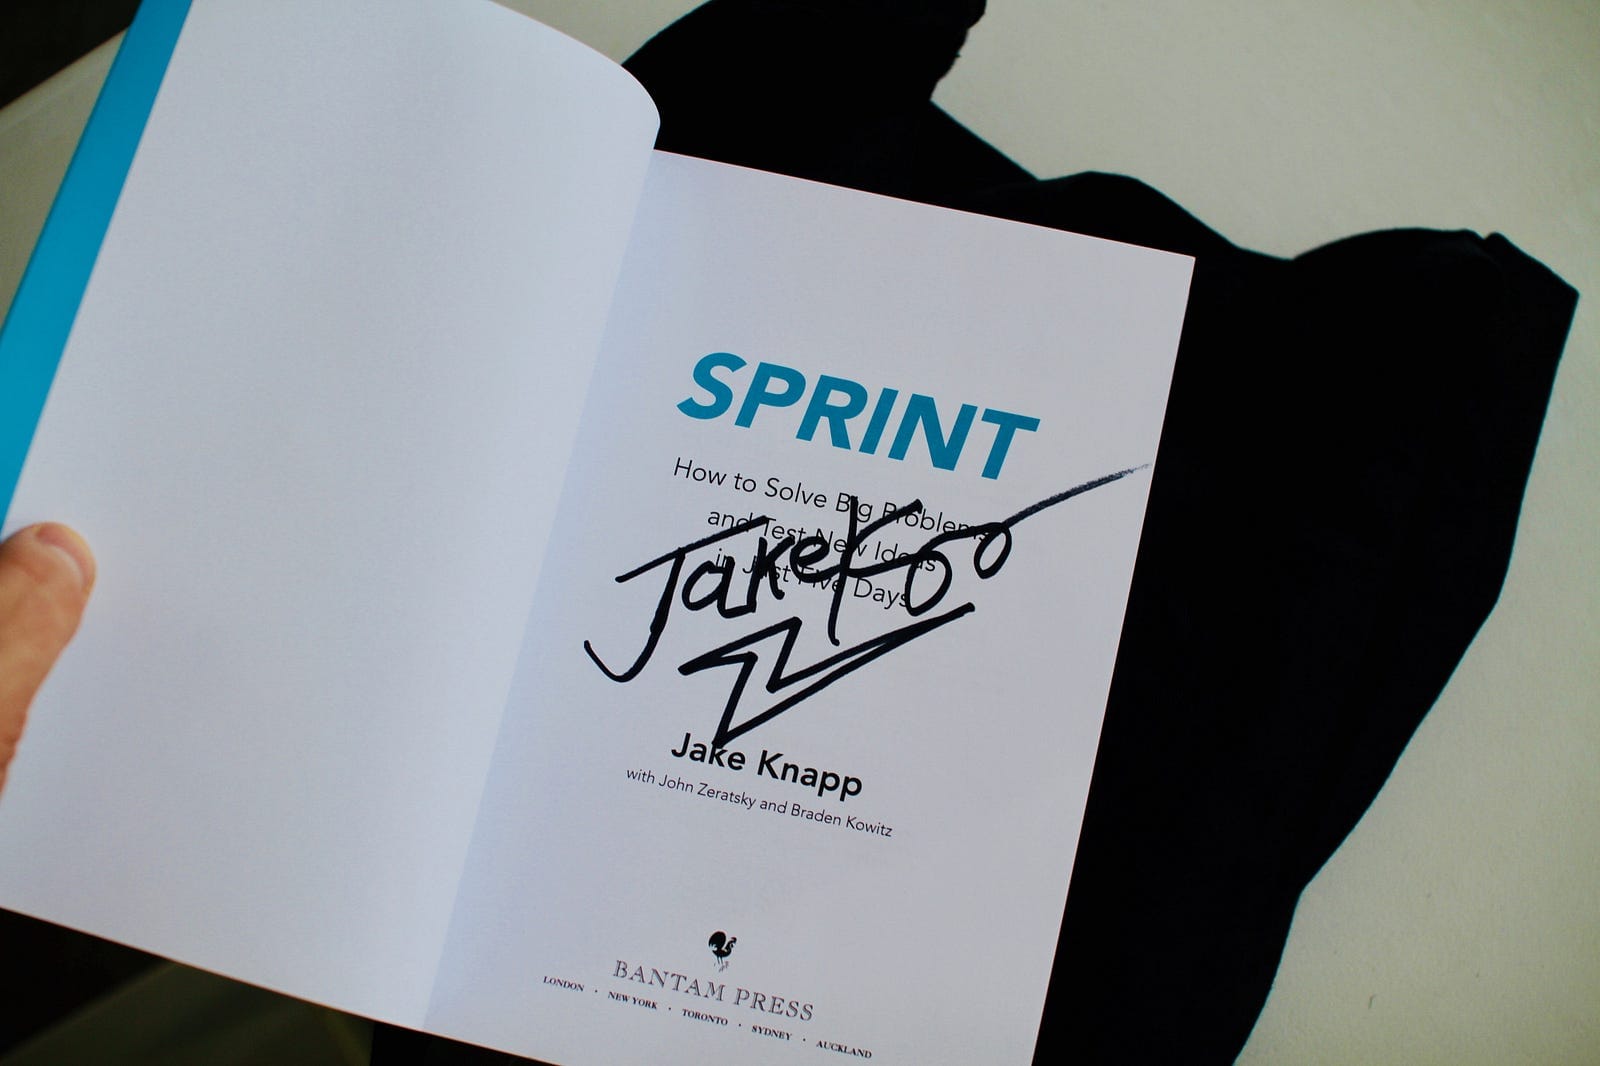 SPRINT
How to Solve Big Problems
and Test New Ideas
in Just Five Days
Jake K
Jake Knapp
with John Zeratsky and Braden Kowitz
BANTAM PRESS
LONDON · NEW YORK · TORONTO · SYDNEY · AUCKLAND